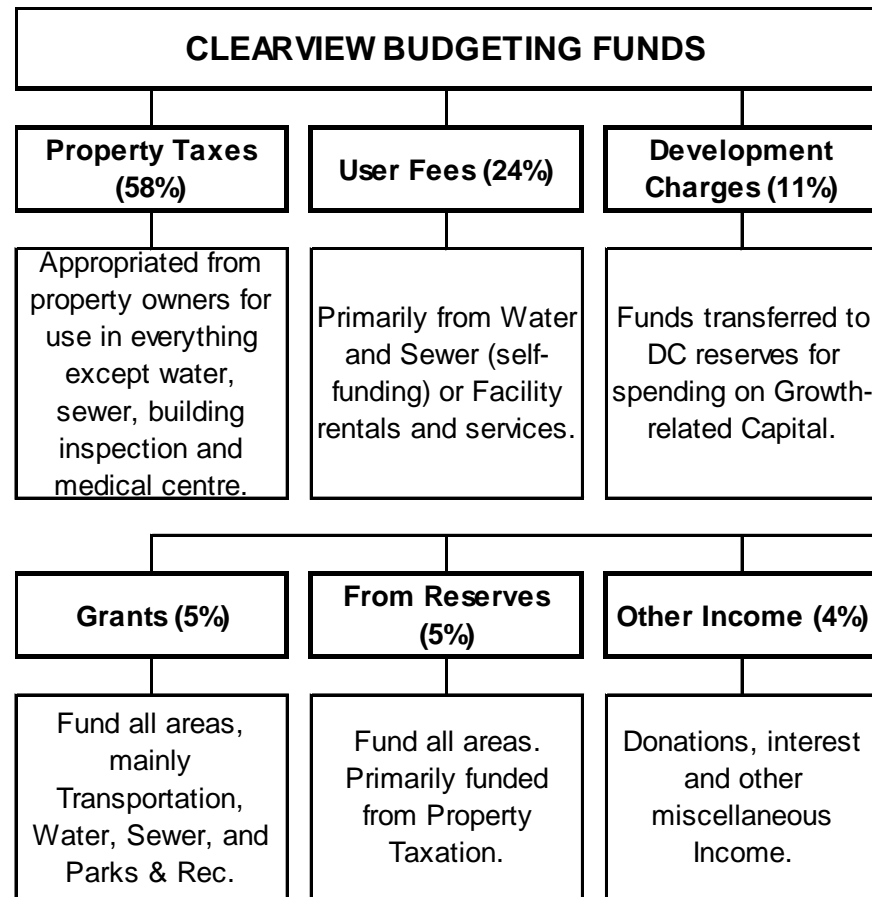 CLEARVIEW BUDGETING FUNDS
Property Taxes
(58%)
User Fees (24%)
Development
Charges (11%)
Appropriated from
property owners for
use in everything
except water,
sewer, building
inspection and
medical centre.
Primarily from Water
and Sewer (self-
funding) or Facility
rentals and services.
Funds transferred to
DC reserves for
spending on Growth-
related Capital.
Grants (5%)
From Reserves
(5%)
Other Income (4%)
Fund all areas,
mainly
Transportation,
Water, Sewer, and
Parks & Rec.
Fund all areas.
Primarily funded
from Property
Taxation.
Donations, interest
and other
miscellaneous
Income.